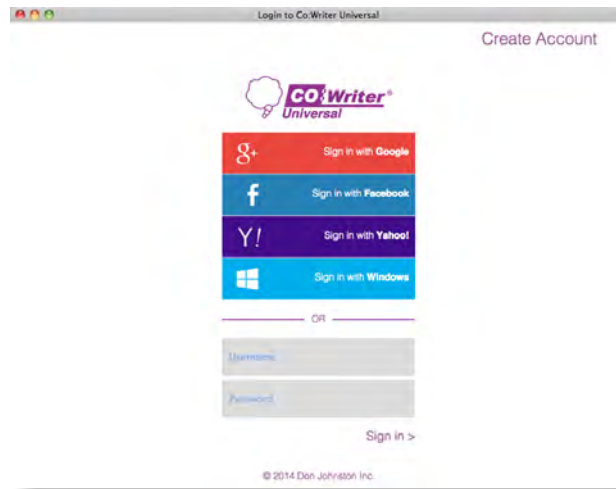 Login to Co:Writer Universal
Create Account
CO:Writer®
Universal
g+ Sign in with Google
f Sign in with Facebook
Y! Sign in with Yahoo!
Sign in with Windows
OR
Username
Password
Sign in >
© 2014 Don Johnston Inc.